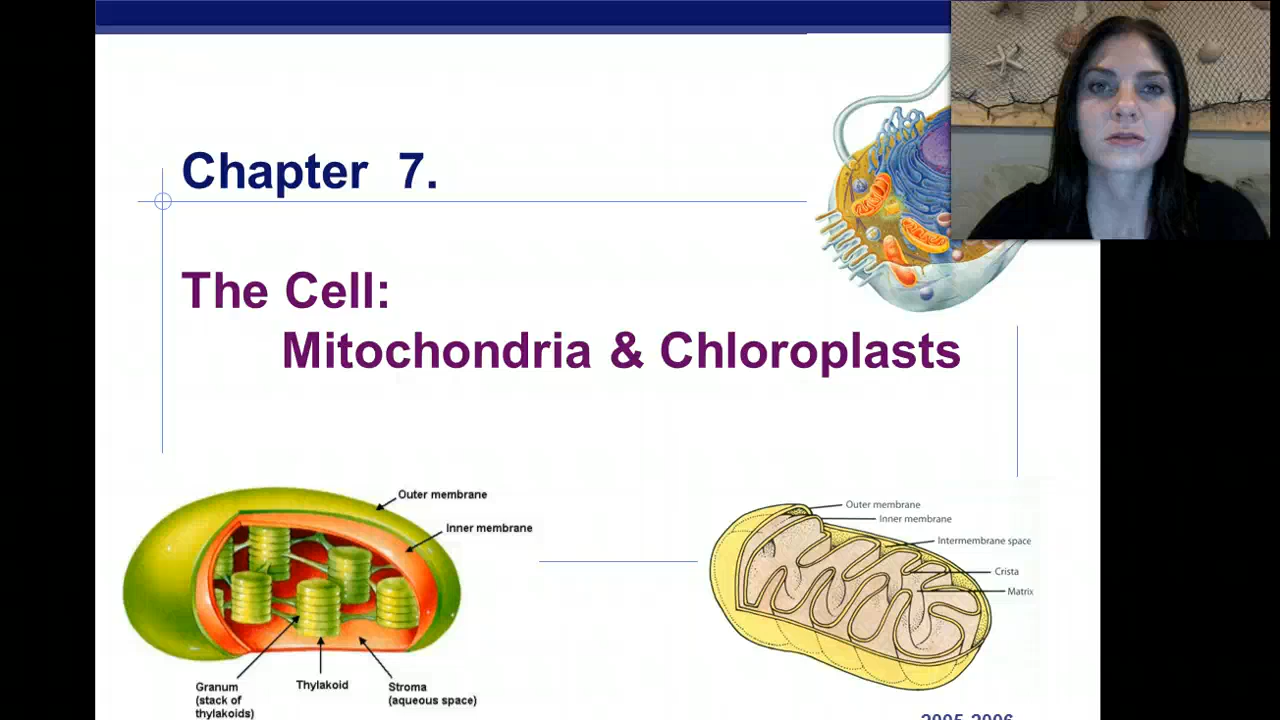 Chapter 7.
The Cell:
Mitochondria & Chloroplasts
Outer membrane
Inner membrane
Granum
(stack of
thylakoids)
Thylakoid
Stroma
(aqueous space)
Outer membrane
Inner membrane
Intermembrane space
Crista
Matrix
2005-2006